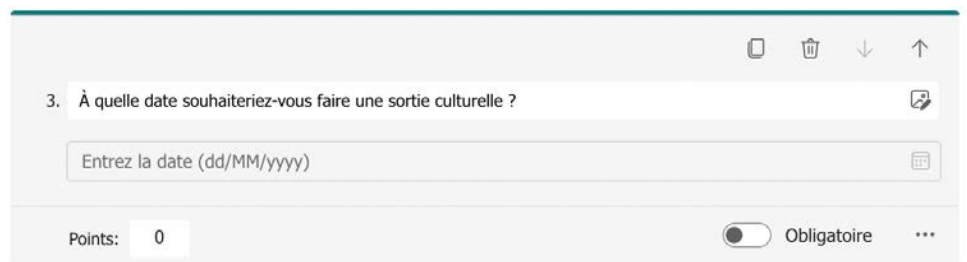 3. À quelle date souhaiteriez-vous faire une sortie culturelle ?
Entrez la date (dd/MM/yyyy)
Points: 0 Obligatoire